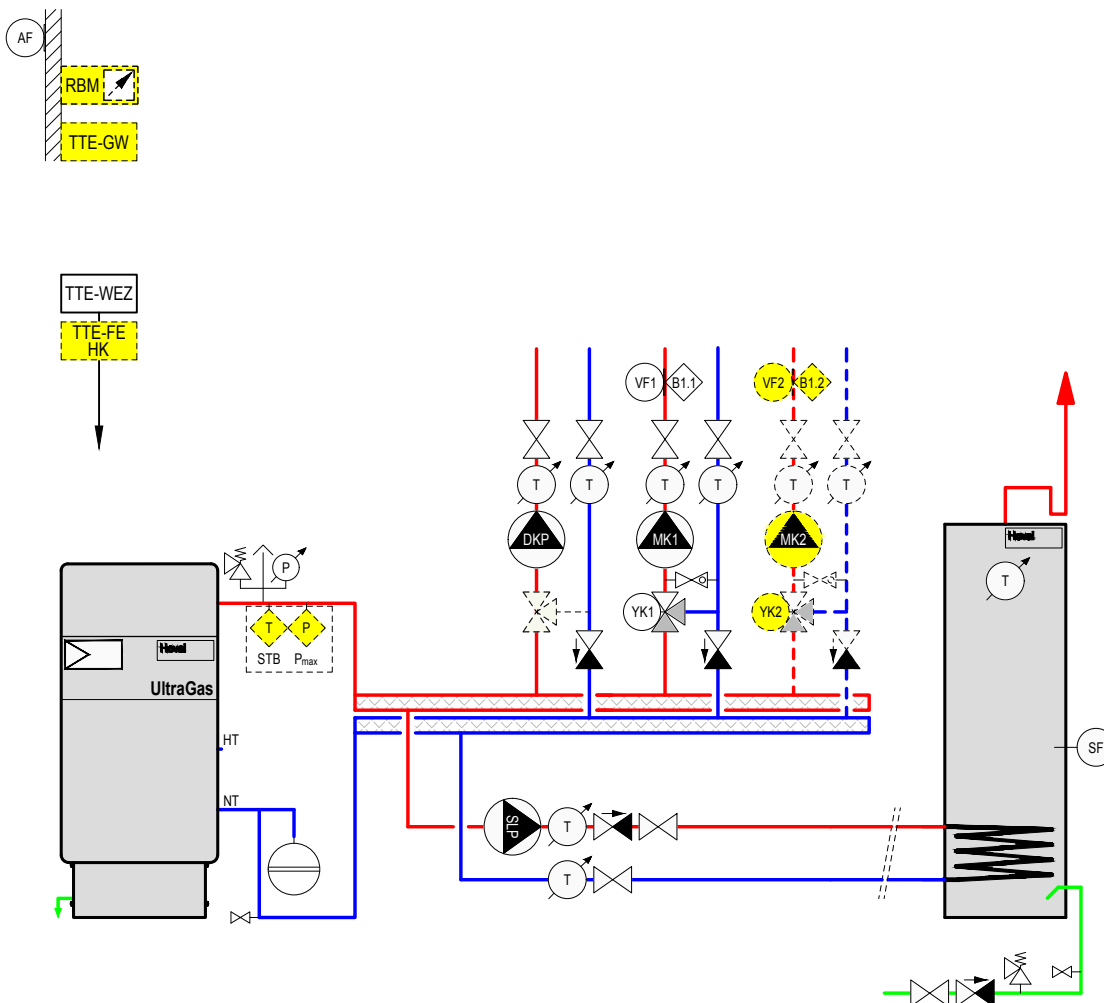 AF
RBM
TTE-GW
TTE-WEZ
TTE-FE
HK
VF1 B1.1 VF2 B1.2
T T T T T T
DKP MK1 MK2
P
T
YK1 YK2
T P
STB Pmax
Hoval
Hoval
UltraGas
HT
SF
NT
SLP T
T